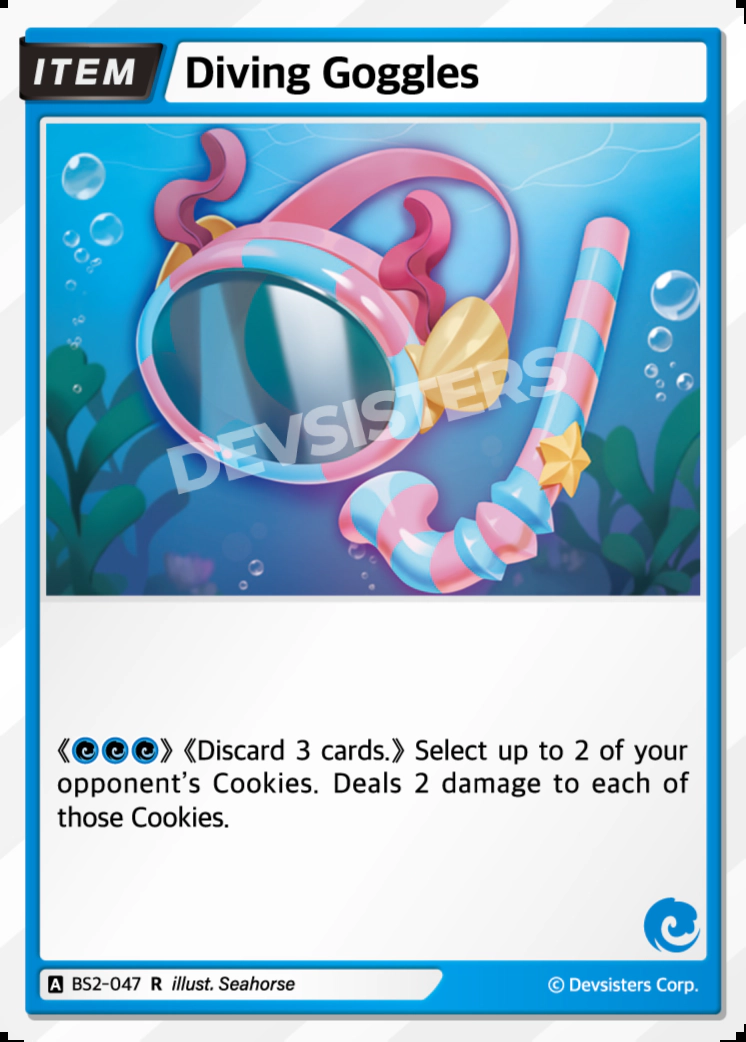 ITEM
Diving Goggles
DEVSISTERS
《》 《Discard 3 cards.》 Select up to 2 of your
opponent's Cookies. Deals 2 damage to each of
those Cookies.
A BS2-047 R illust. Seahorse
© Devsisters Corp.